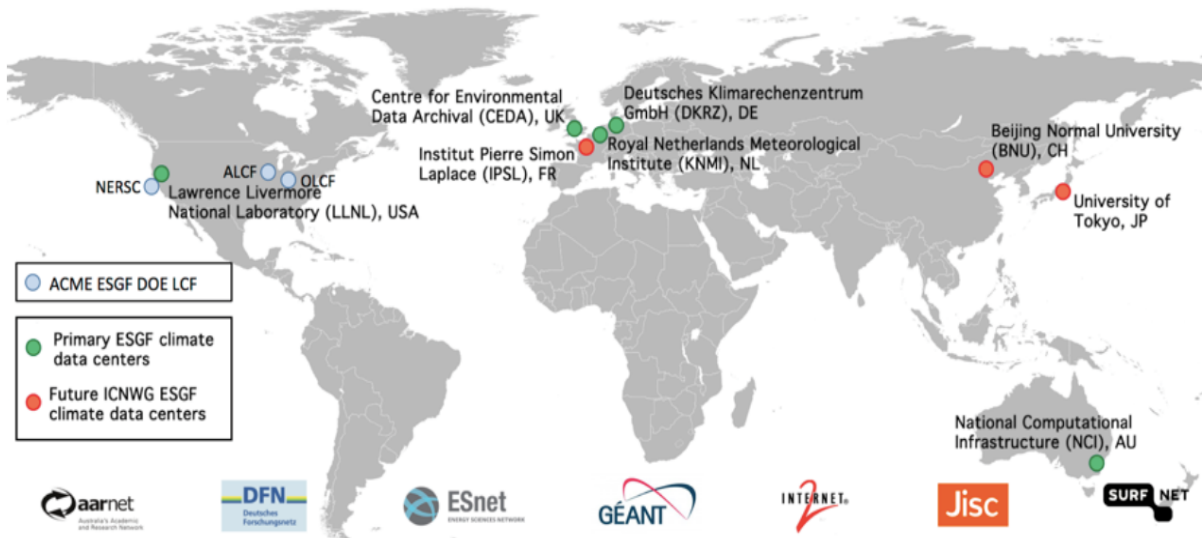 Centre for Environmental
Data Archival (CEDA), UK
Deutsches Klimarechenzentrum
GmbH (DKRZ), DE
Institut Pierre Simon
Laplace (IPSL), FR
Royal Netherlands Meteorological
Institute (KNMI), NL
Beijing Normal University
(BNU), CH
University of
Tokyo, JP
NERSC
ALCF
OLCF
Lawrence Livermore
National Laboratory (LLNL), USA
ACME ESGF DOE LCF
Primary ESGF climate
data centers
Future ICNWG ESGF
climate data centers
National Computational
Infrastructure (NCI), AU
aarnet
Australia's Academic
and Research Network
DFN
Deutsches
Forschungsnetz
ESnet
ENERGY SCIENCES NETWORK
GÉANT
INTERNET®
2
Jisc
SURF NET